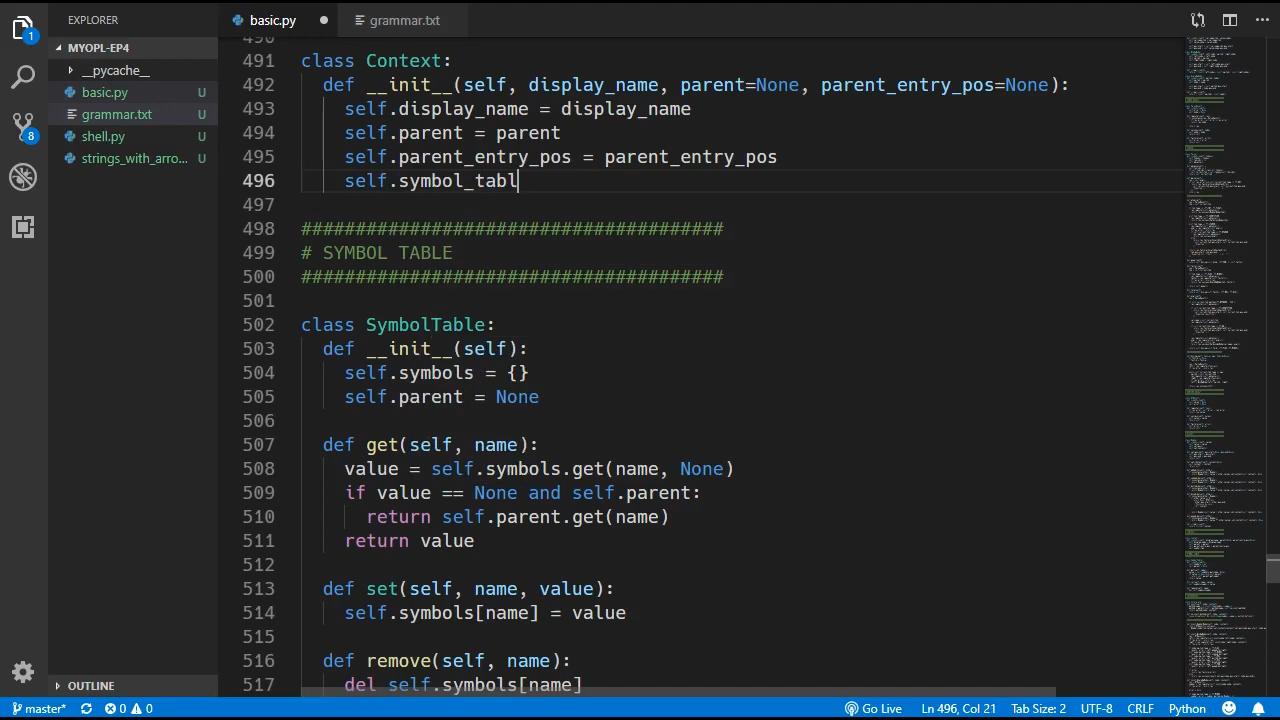 EXPLORER
basic.py
grammar.txt
1
MYOPL-EP4
__pycache__
basic.py U
grammar.txt U
shell.py U
strings_with_arro... U
8
OUTLINE
490
491 class Context:
492 def __init__(self, display_name, parent=None, parent_entry_pos=None):
493 self.display_name = display_name
494 self.parent = parent
495 self.parent_entry_pos = parent_entry_pos
496 self.symbol_tabl
497
498 #######################################
499 # SYMBOL TABLE
500 #######################################
501
502 class SymbolTable:
503 def __init__(self):
504 self.symbols = {}
505 self.parent = None
506
507 def get(self, name):
508 value = self.symbols.get(name, None)
509 if value == None and self.parent:
510 return self.parent.get(name)
511 return value
512
513 def set(self, name, value):
514 self.symbols[name] = value
515
516 def remove(self, name):
517 del self.symbols[name]
master* 0 0 Go Live Ln 496, Col 21 Tab Size: 2 UTF-8 CRLF Python